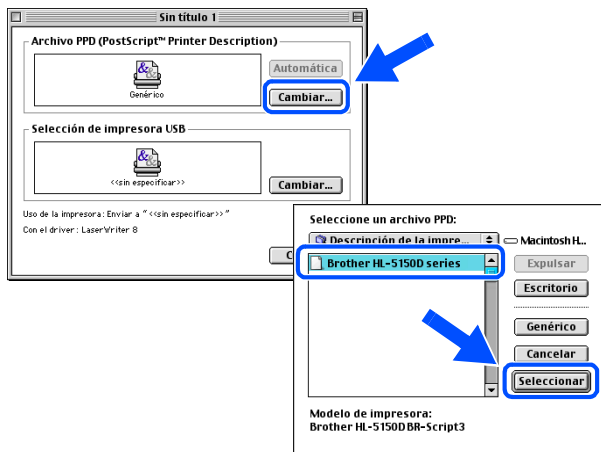 Sin título 1
Archivo PPD (PostScript™ Printer Description)
Genérico
Automática
Cambiar...
Selección de impresora USB
<<sin especificar>>
Cambiar...
Uso de la impresora: Enviar a "<<sin especificar>>"
Con el driver: LaserWriter 8
C
Seleccione un archivo PPD:
Descripción de la impre...
Macintosh H...
Brother HL-5150D series
Expulsar
Escritorio
Genérico
Cancelar
Seleccionar
Modelo de impresora:
Brother HL-5150D BR-Script3